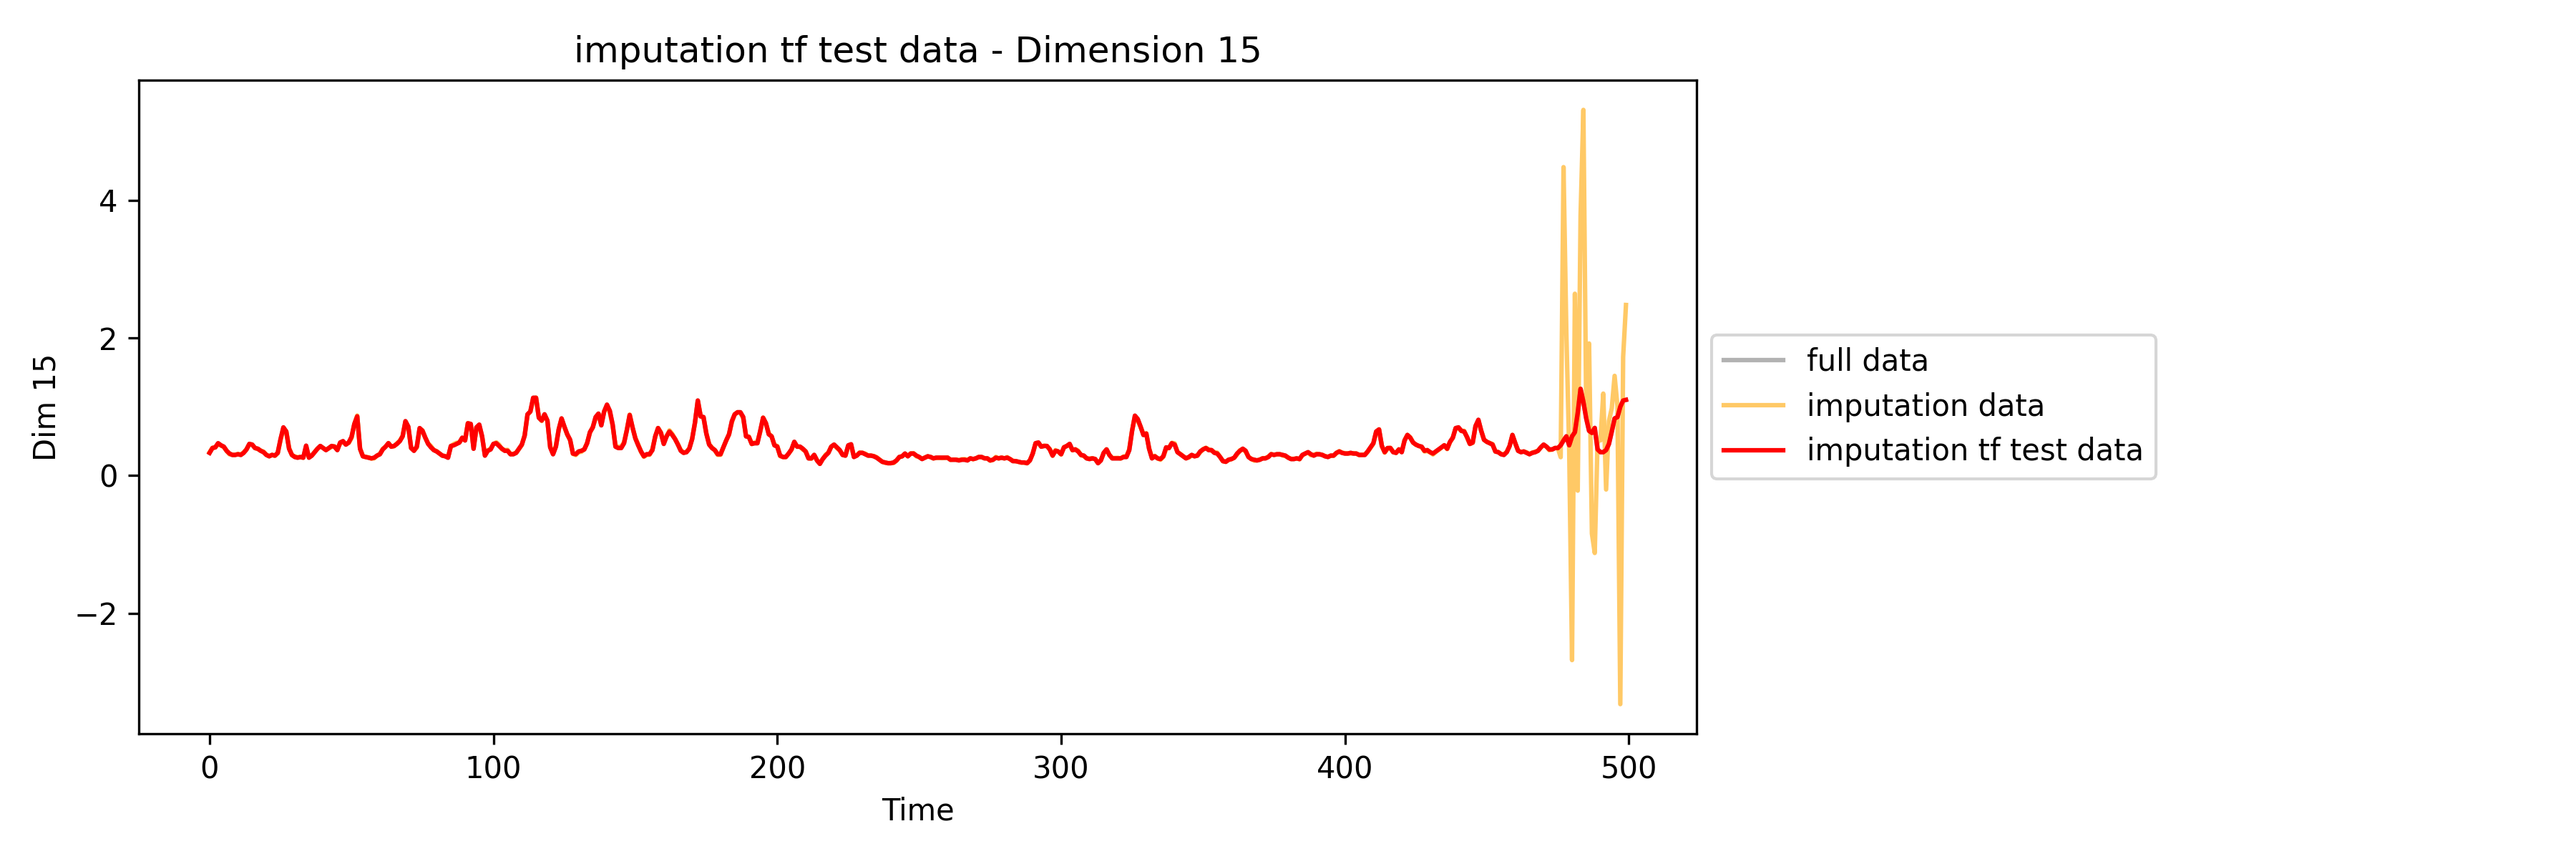 imputation tf test data - Dimension 15
Dim 15
4
2
0
−2
0 100 200 300 400 500
Time
full data
imputation data
imputation tf test data